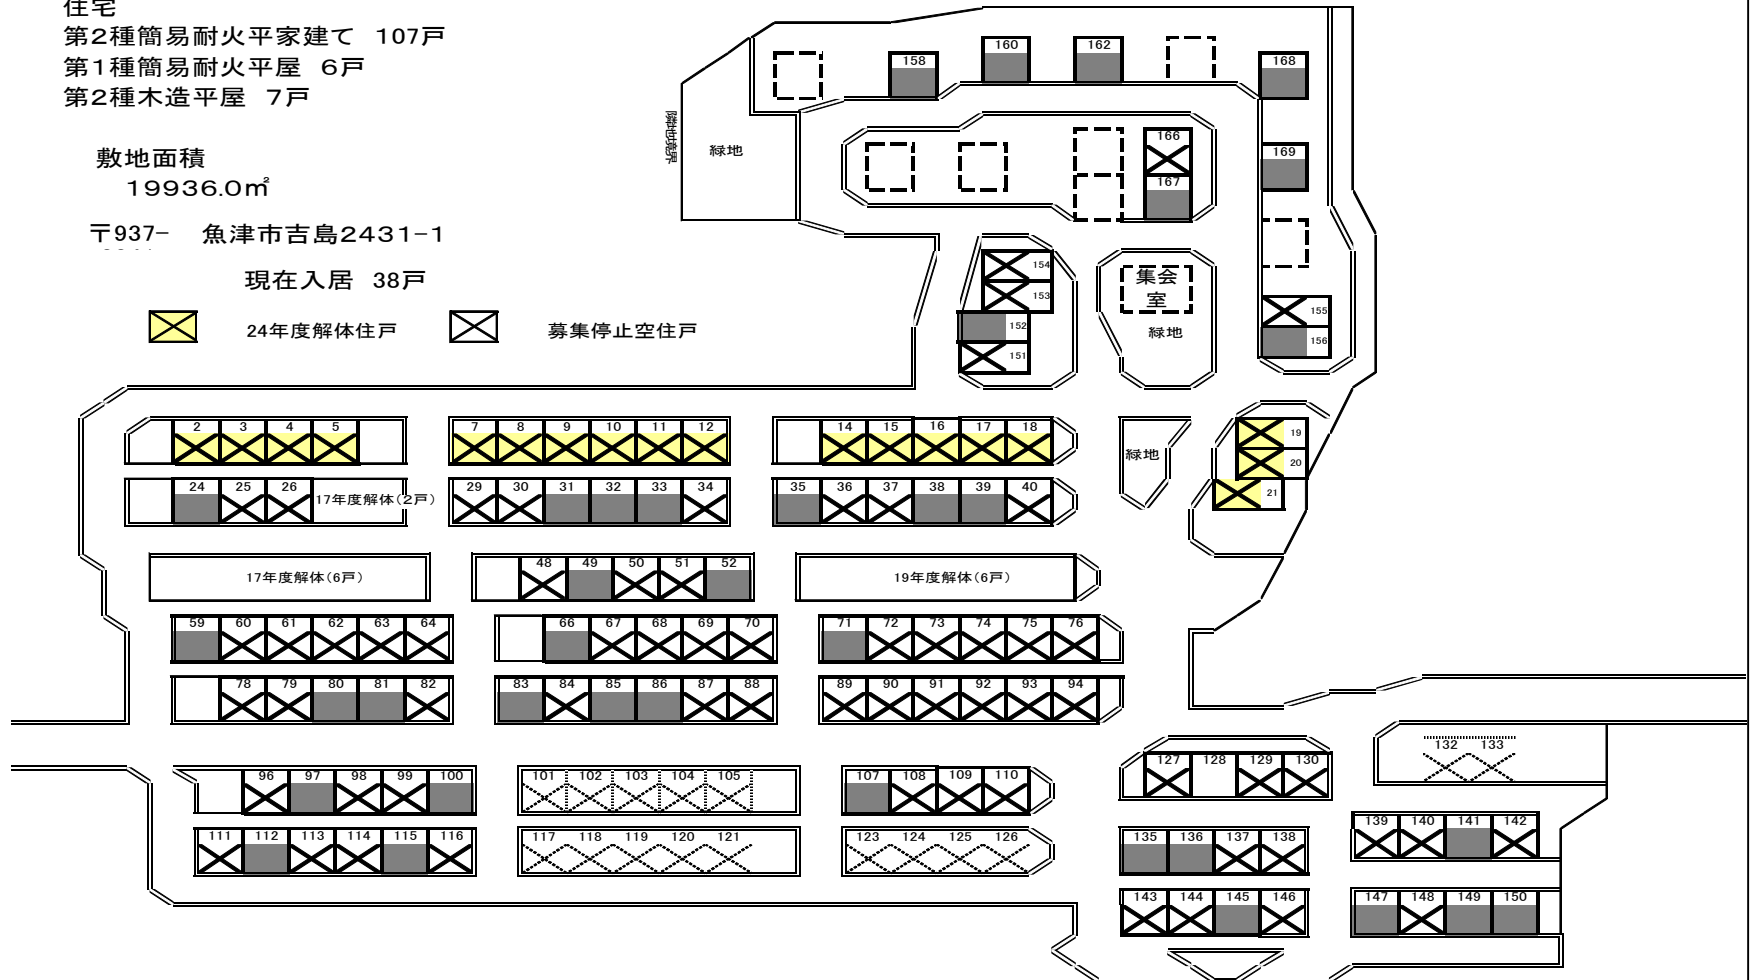 住宅
第2種簡易耐火平家建て 107戸
第1種簡易耐火平屋 6戸
第2種木造平屋 7戸
敷地面積
19936.0㎡
〒937- 魚津市吉島2431-1
現在入居 38戸
24年度解体住戸 募集停止空住戸
隣地境界
緑地
158 160 162 168
166
167
169
154
153
152
151
集会
室
緑地
155
156
2 3 4 5 7 8 9 10 11 12 14 15 16 17 18
緑地
19
20
21
24 25 26 17年度解体(2戸) 29 30 31 32 33 34 35 36 37 38 39 40
17年度解体(6戸) 48 49 50 51 52 19年度解体(6戸)
59 60 61 62 63 64 66 67 68 69 70 71 72 73 74 75 76
78 79 80 81 82 83 84 85 86 87 88 89 90 91 92 93 94
132 133
127 128 129 130
96 97 98 99 100 101 102 103 104 105 107 108 109 110
139 140 141 142
111 112 113 114 115 116 117 118 119 120 121 123 124 125 126 135 136 137 138
143 144 145 146 147 148 149 150